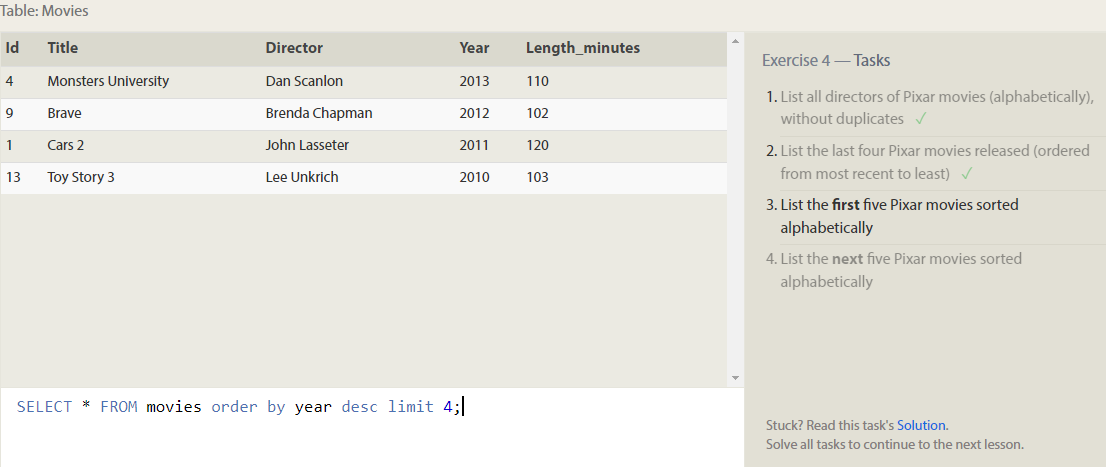 Table: Movies
Id Title Director Year Length_minutes
4 Monsters University Dan Scanlon 2013 110
9 Brave Brenda Chapman 2012 102
1 Cars 2 John Lasseter 2011 120
13 Toy Story 3 Lee Unkrich 2010 103
SELECT * FROM movies order by year desc limit 4;
Exercise 4 — Tasks
1. List all directors of Pixar movies (alphabetically),
without duplicates ✓
2. List the last four Pixar movies released (ordered
from most recent to least) ✓
3. List the first five Pixar movies sorted
alphabetically
4. List the next five Pixar movies sorted
alphabetically
Stuck? Read this task's Solution.
Solve all tasks to continue to the next lesson.